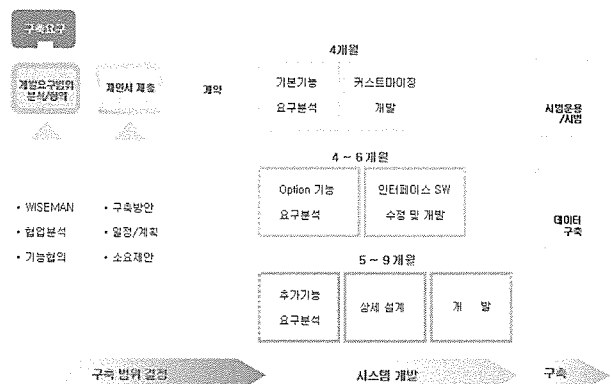 구축요구
4개월
개발요구범위
분석/협약
제안서 제출
계약
기본기능
요구분석
커스트마이징
개발
시범운용
/시범
4 ~ 6개월
Option 기능
요구분석
인터페이스 SW
수정 및 개발
• WISEMAN
• 협업분석
• 기능협의
• 구축방안
• 일정/계획
• 소요제안
데이터
구축
5 ~ 9개월
추가기능
요구분석
상세 설계
개 발
구축 범위 결정
시스템 개발
구축